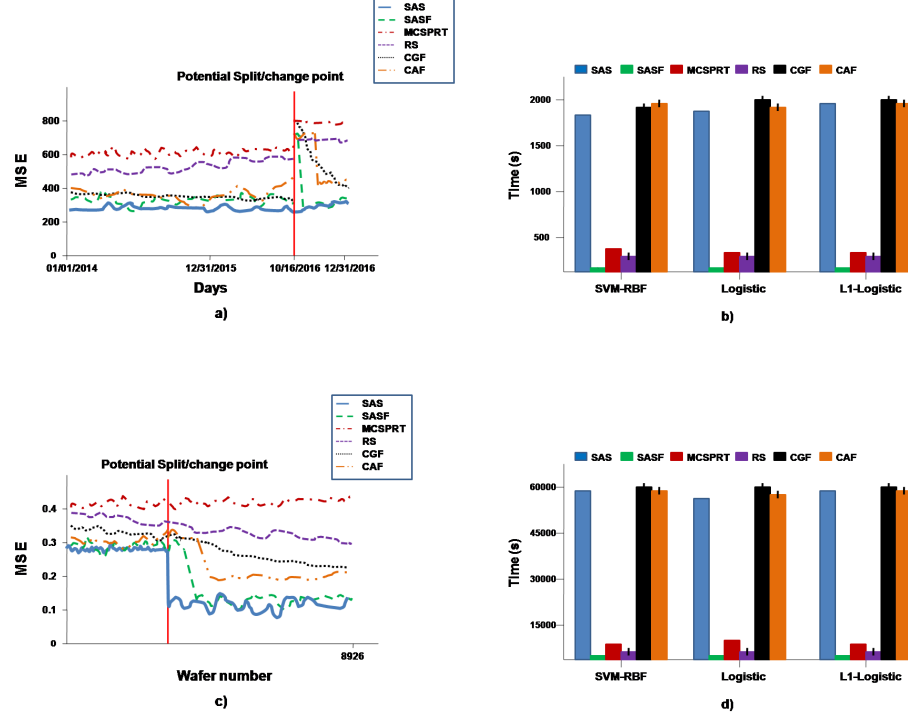 SAS
SASF
MCSPRT
RS
CGF
CAF
Potential Split/change point
800
600
400
200
0
MSE
01/01/2014 12/31/2015 10/16/2016 12/31/2016
Days
a)
SAS SASF MCSPRT RS CGF CAF
2000
1500
1000
500
Time (s)
SVM-RBF Logistic L1-Logistic
b)
SAS
SASF
MCSPRT
RS
CGF
CAF
Potential Split/change point
0.4
0.3
0.2
0.1
0
MSE
8926
Wafer number
c)
SAS SASF MCSPRT RS CGF CAF
60000
45000
30000
15000
Time (s)
SVM-RBF Logistic L1-Logistic
d)